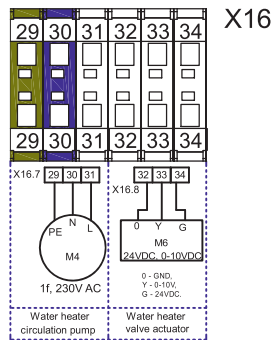 X16
29 30 31 32 33 34
29 30 31 32 33 34
X16.7 29 30 31
32 33 34
X16.8
PE N L
M4
0 Y G
M6
24VDC, 0-10VDC
1f, 230V AC
0 - GND,
Y - 0-10V,
G - 24VDC.
Water heater
circulation pump
Water heater
valve actuator